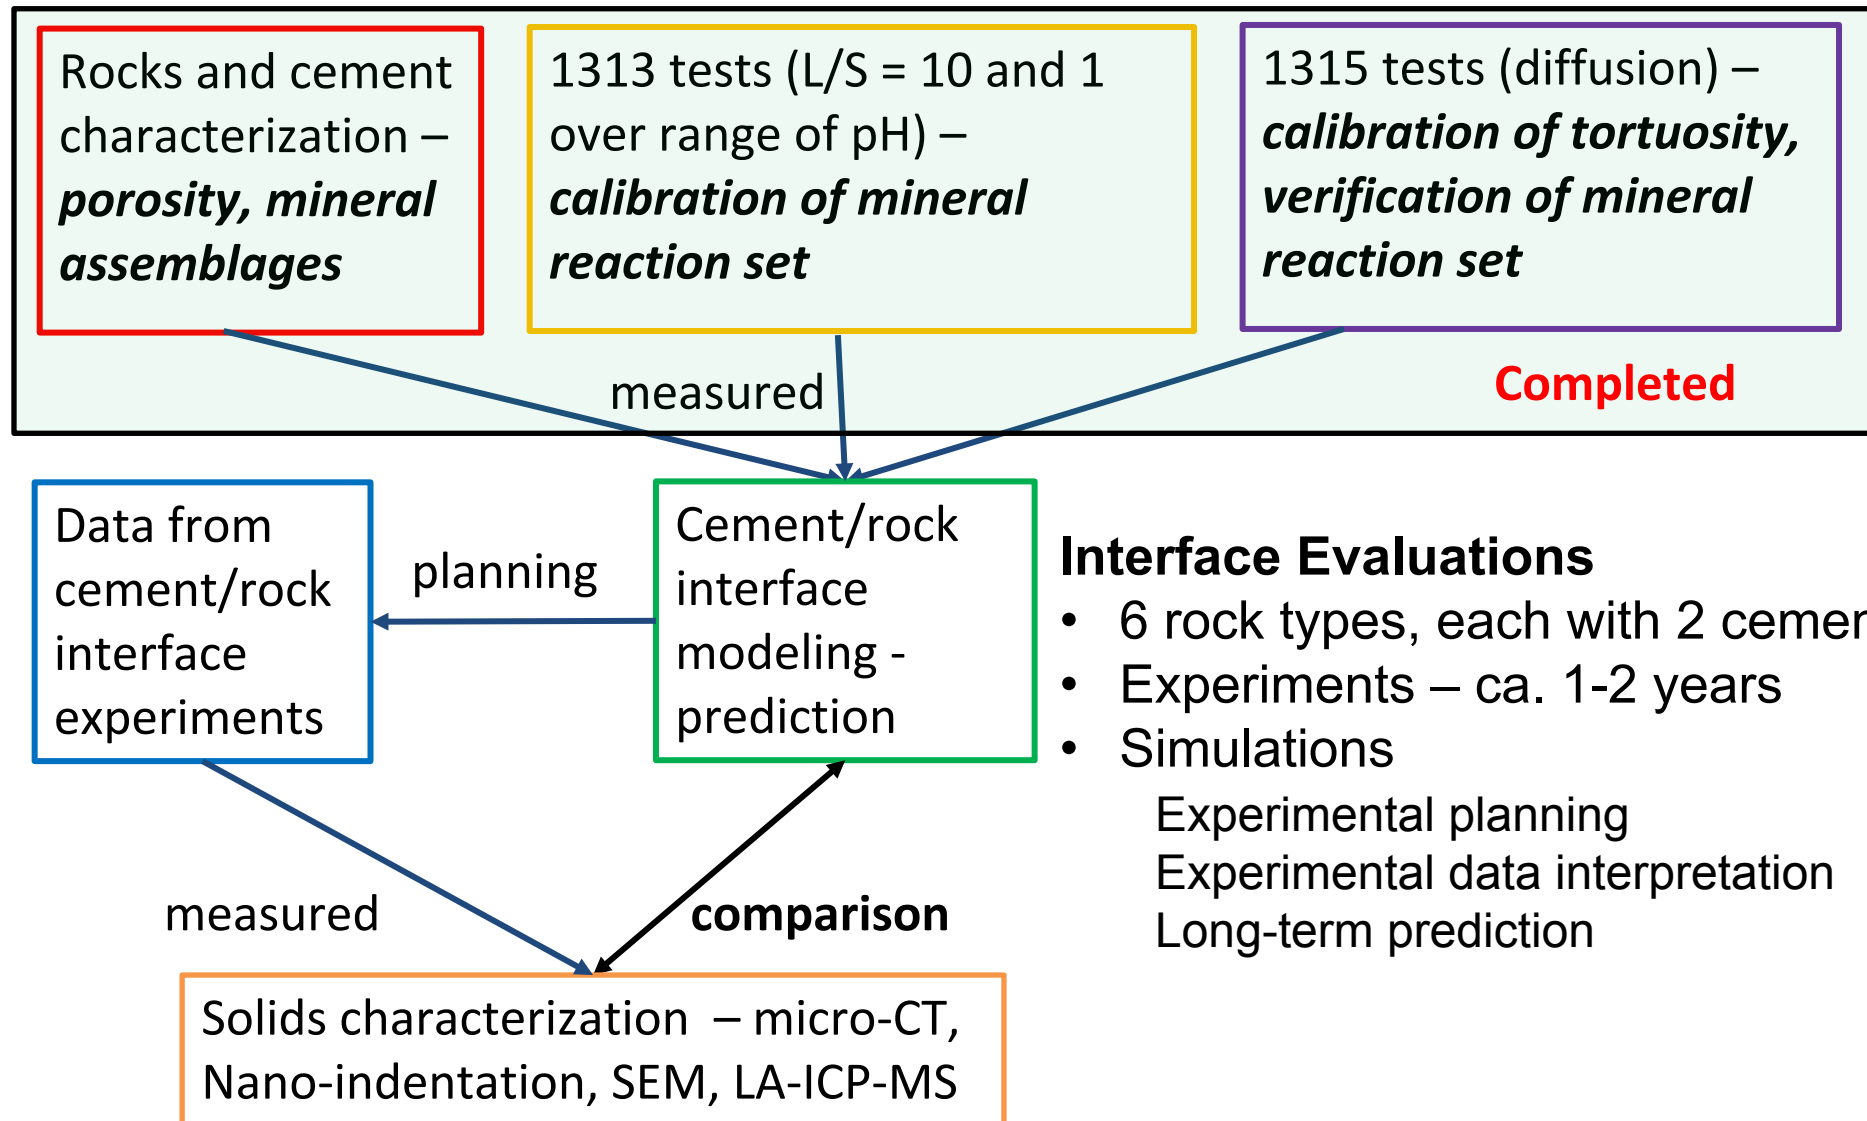 Rocks and cement
characterization –
porosity, mineral
assemblages
1313 tests (L/S = 10 and 1
over range of pH) –
calibration of mineral
reaction set
1315 tests (diffusion) –
calibration of tortuosity,
verification of mineral
reaction set
measured
Completed
Data from
cement/rock
interface
experiments
planning
Cement/rock
interface
modeling -
prediction
Interface Evaluations
• 6 rock types, each with 2 cemen
• Experiments – ca. 1-2 years
• Simulations
Experimental planning
Experimental data interpretation
Long-term prediction
measured
comparison
Solids characterization – micro-CT,
Nano-indentation, SEM, LA-ICP-MS